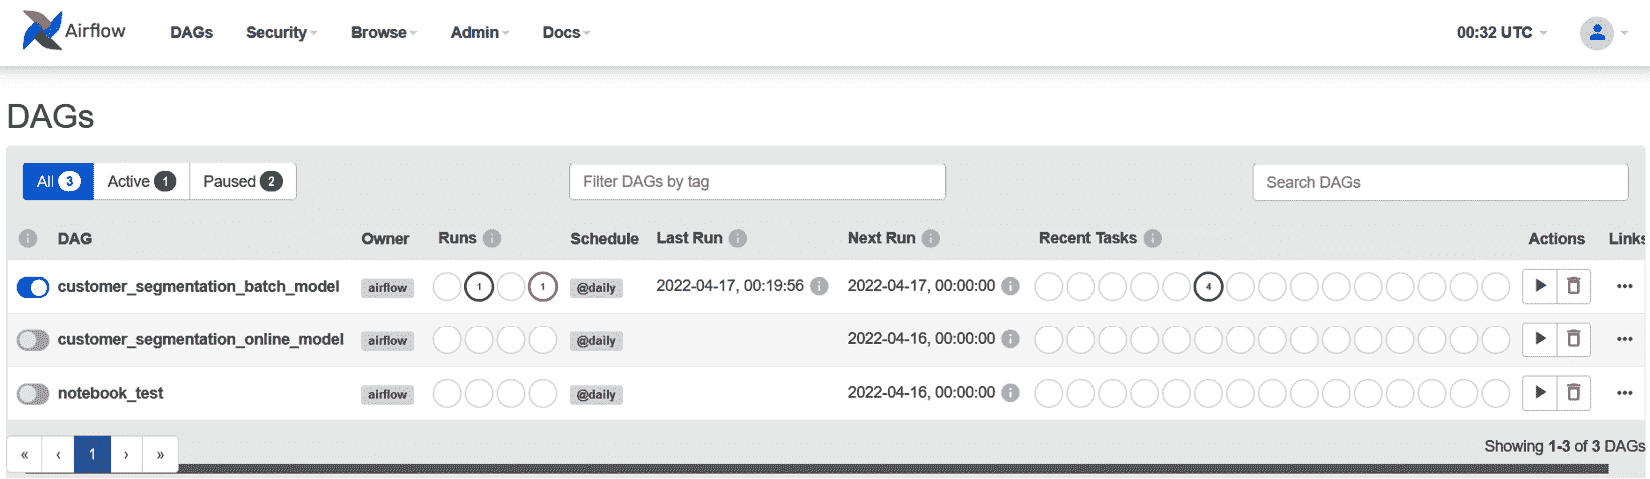 Airflow DAGs Security Browse Admin Docs 00:32 UTC
DAGs
All 3 Active 1 Paused 2 Filter DAGs by tag Search DAGs
i DAG Owner Runs i Schedule Last Run i Next Run i Recent Tasks i Actions Links
customer_segmentation_batch_model airflow 1 1 @daily 2022-04-17, 00:19:56 i 2022-04-17, 00:00:00 i 4 ...
customer_segmentation_online_model airflow @daily 2022-04-16, 00:00:00 i ...
notebook_test airflow @daily 2022-04-16, 00:00:00 i ...
« ‹ 1 › » Showing 1-3 of 3 DAGs